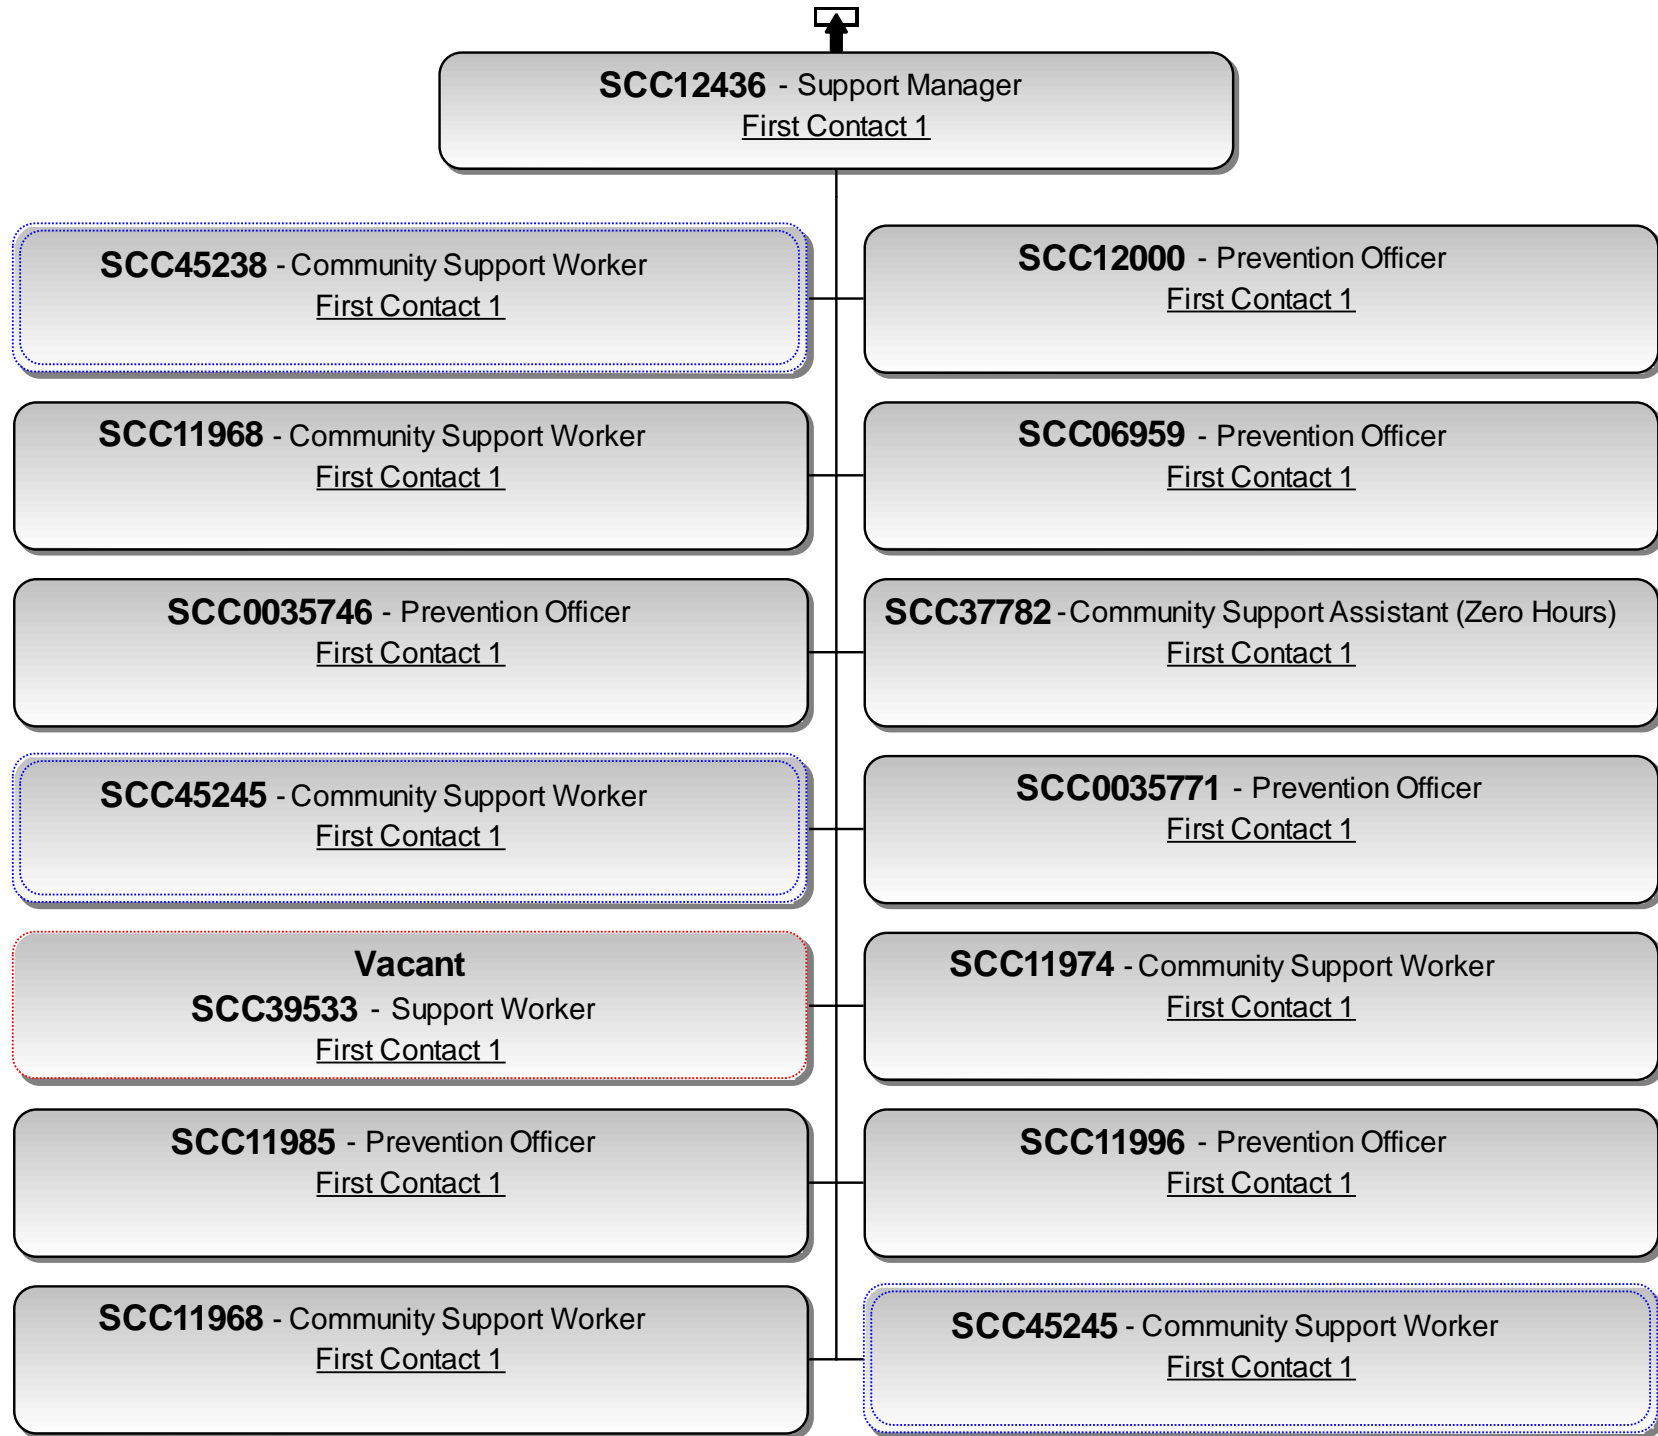 SCC12436 - Support Manager
First Contact 1
SCC45238 - Community Support Worker
First Contact 1
SCC12000 - Prevention Officer
First Contact 1
SCC11968 - Community Support Worker
First Contact 1
SCC06959 - Prevention Officer
First Contact 1
SCC0035746 - Prevention Officer
First Contact 1
SCC37782 - Community Support Assistant (Zero Hours)
First Contact 1
SCC45245 - Community Support Worker
First Contact 1
SCC0035771 - Prevention Officer
First Contact 1
Vacant
SCC39533 - Support Worker
First Contact 1
SCC11974 - Community Support Worker
First Contact 1
SCC11985 - Prevention Officer
First Contact 1
SCC11996 - Prevention Officer
First Contact 1
SCC11968 - Community Support Worker
First Contact 1
SCC45245 - Community Support Worker
First Contact 1